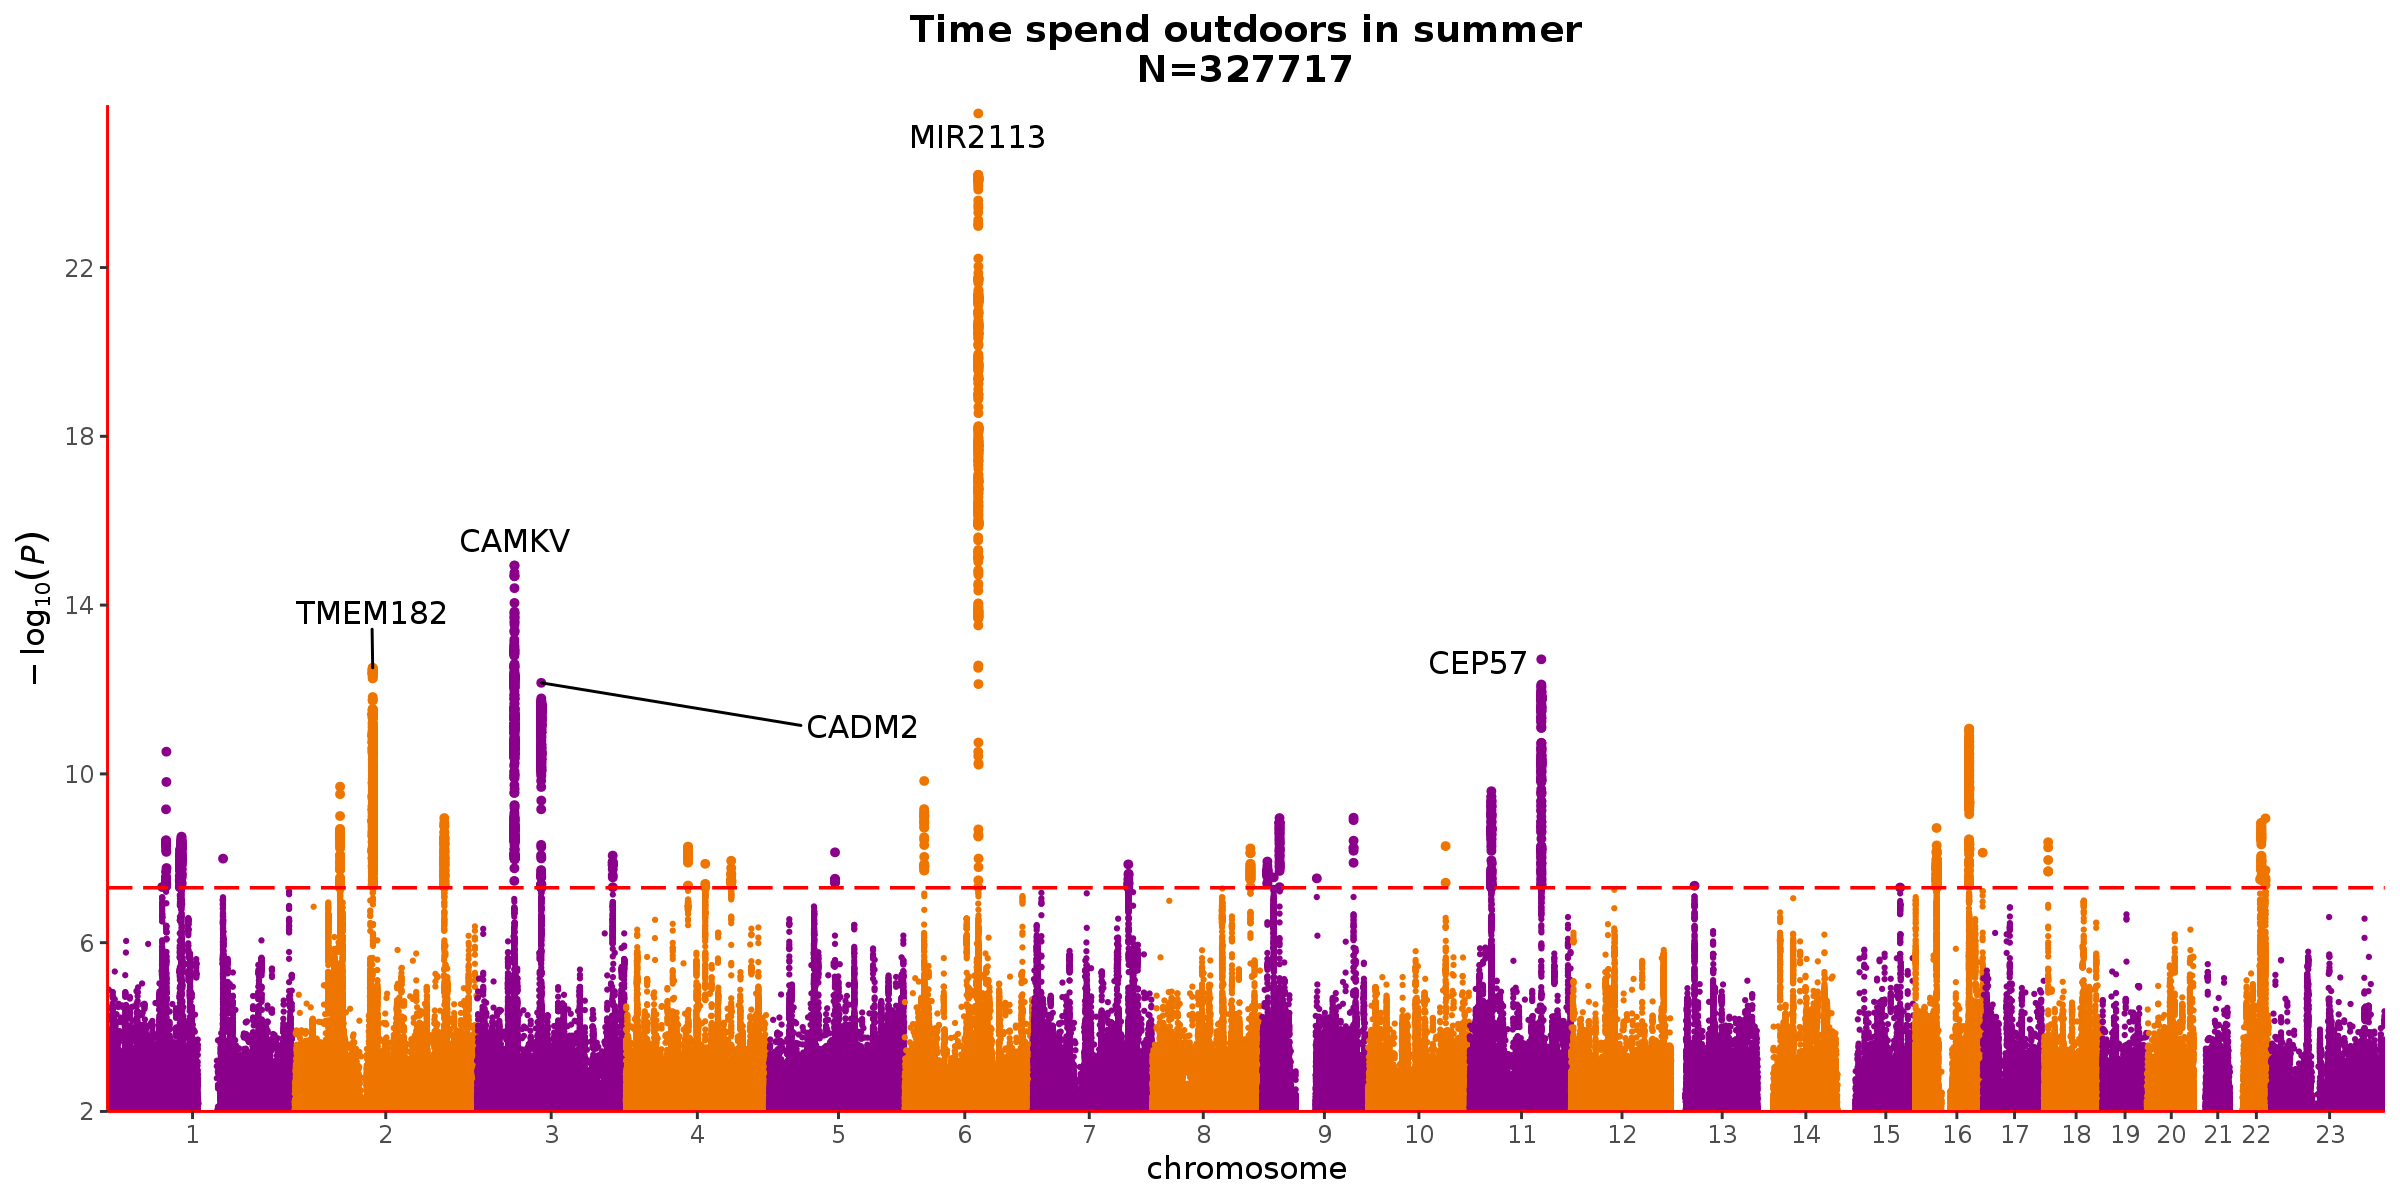 Time spend outdoors in summer
N=327717
MIR2113
CAMKV
TMEM182
CEP57
CADM2
22
18
14
10
6
2
−log₁₀(P)
1 2 3 4 5 6 7 8 9 10 11 12 13 14 15 16 17 18 19 20 21 22 23
chromosome